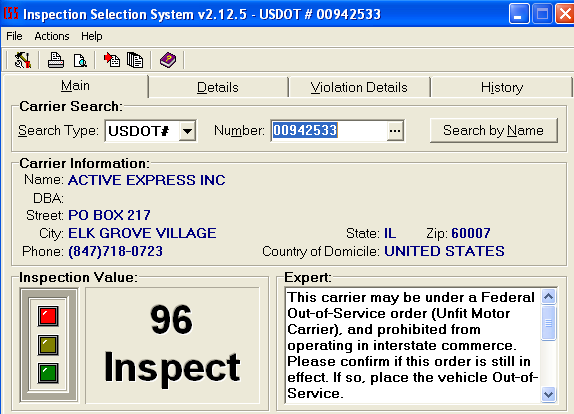 ISS Inspection Selection System v2.12.5 - USDOT # 00942533
File Actions Help
Main Details Violation Details History
Carrier Search:
Search Type: USDOT# Number: 00942533 ... Search by Name
Carrier Information:
Name: ACTIVE EXPRESS INC
DBA:
Street: PO BOX 217
City: ELK GROVE VILLAGE State: IL Zip: 60007
Phone: (847)718-0723 Country of Domicile: UNITED STATES
Inspection Value:
96
Inspect
Expert:
This carrier may be under a Federal
Out-of-Service order (Unfit Motor
Carrier), and prohibited from
operating in interstate commerce.
Please confirm if this order is still in
effect. If so, place the vehicle Out-of-
Service.